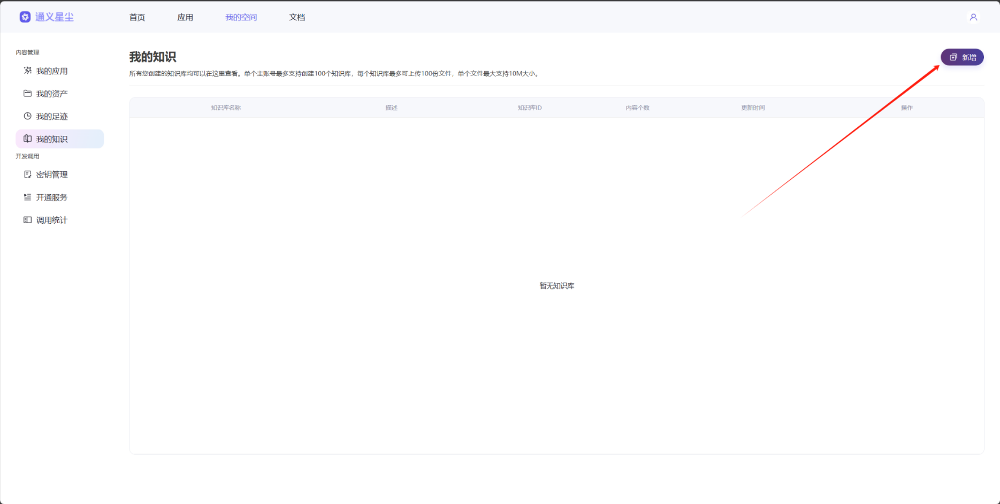 通义星尘
首页 应用 我的空间 文档
内容管理
我的应用
我的资产
我的足迹
我的知识
开发调用
密钥管理
开通服务
调用统计
我的知识
新增
所有您创建的知识库均可以在这里查看。单个主账号最多支持创建100个知识库，每个知识库最多可上传100份文件，单个文件最大支持10M大小。
知识库名称 描述 知识库ID 内容个数 更新时间 操作
暂无知识库